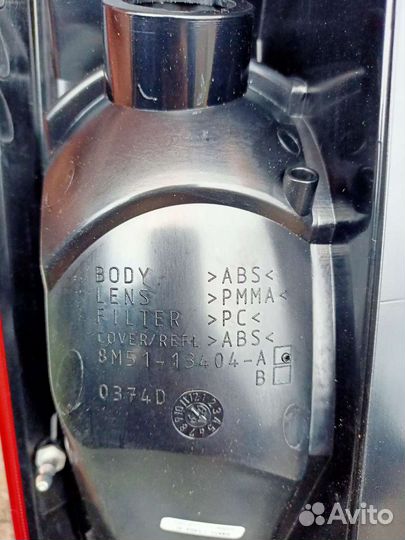 BODY >ABS<
LENS >PMMA<
FILTER >PC<
COVER/REFL >ABS<
8M51-13404-A
B
0374D
Avito